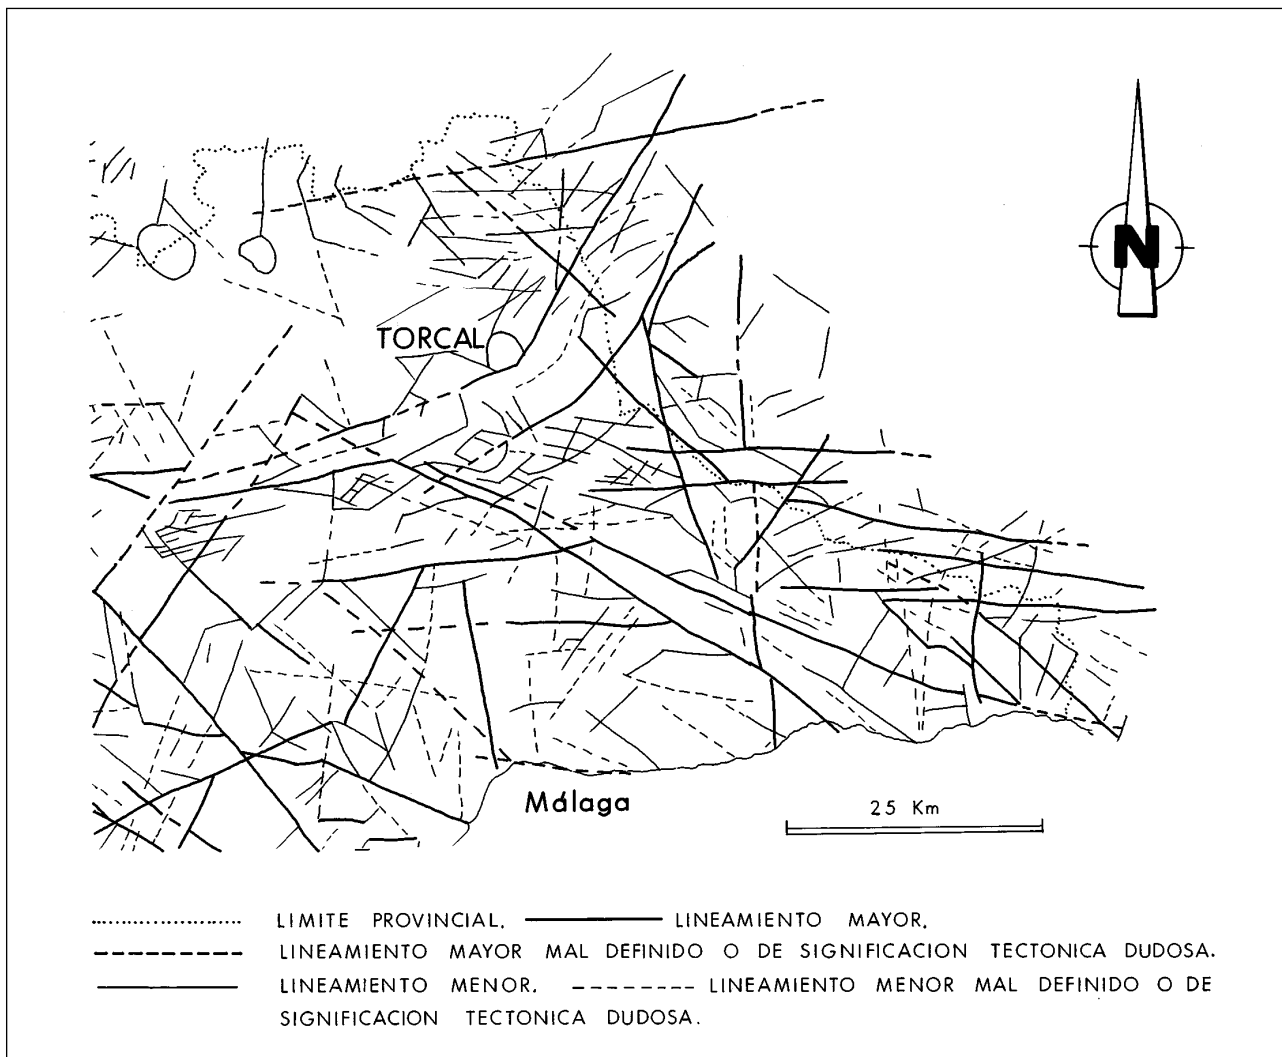 N
TORCAL
Málaga
25 Km
LIMITE PROVINCIAL. LINEAMIENTO MAYOR.
LINEAMIENTO MAYOR MAL DEFINIDO O DE SIGNIFICACION TECTONICA DUDOSA.
LINEAMIENTO MENOR. LINEAMIENTO MENOR MAL DEFINIDO O DE
SIGNIFICACION TECTONICA DUDOSA.